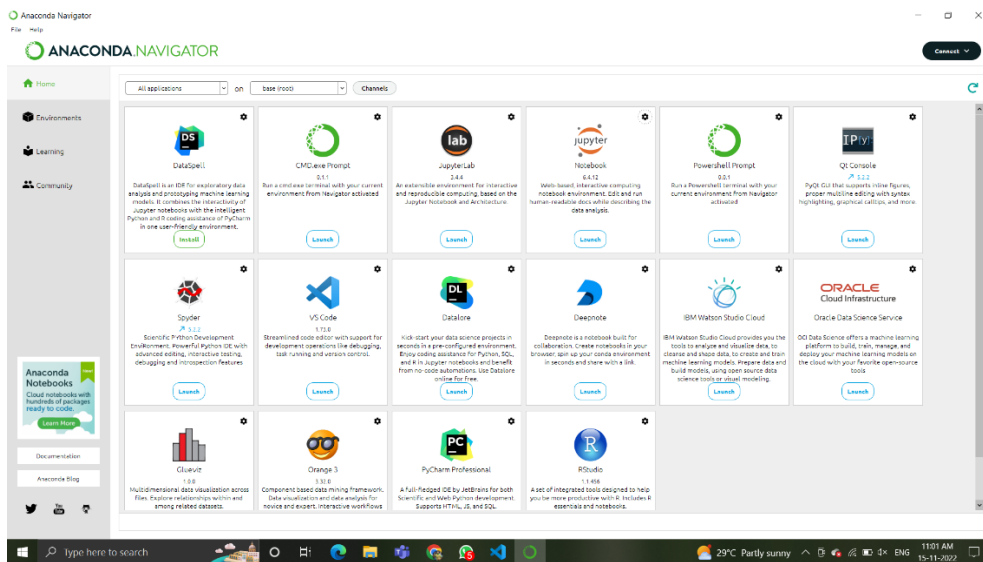 Anaconda Navigator
File Help
ANACONDA.NAVIGATOR
Connect
Home
Environments
Learning
Community
All applications on base (root) Channels
DS
DataSpell
DataSpell is an IDE for exploratory data
analysis and prototyping machine learning
models. It combines the interactivity of
Jupyter notebooks with the intelligent
Python and R coding assistance of PyCharm
in one user-friendly environment.
Install
CMD.exe Prompt
0.1.1
Run a cmd.exe terminal with your current
environment from Navigator activated
Launch
lab
JupyterLab
3.4.4
An extensible environment for interactive
and reproducible computing, based on the
Jupyter Notebook and Architecture.
Launch
jupyter
Notebook
6.4.12
Web-based, interactive computing
notebook environment. Edit and run
human-readable docs while describing the
data analysis.
Launch
Powershell Prompt
0.0.1
Run a Powershell terminal with your
current environment from Navigator
activated
Launch
IP[y]:
Qt Console
5.2.2
PyQt GUI that supports inline figures,
proper multiline editing with syntax
highlighting, graphical calltips, and more.
Launch
Spyder
5.2.2
Scientific PYthon Development
EnviRonment. Powerful Python IDE with
advanced editing, interactive testing,
debugging and introspection features
Launch
VS Code
1.73.0
Streamlined code editor with support for
development operations like debugging,
task running and version control.
Launch
DL
Datalore
Kick-start your data science projects in
seconds in a pre-configured environment.
Enjoy coding assistance for Python, SQL,
and R in Jupyter notebooks and benefit
from no-code automations. Use Datalore
online for free.
Launch
Deepnote
Deepnote is a notebook built for
collaboration. Create notebooks in your
browser, spin up your conda environment
in seconds and share with a link.
Launch
IBM Watson Studio Cloud
IBM Watson Studio Cloud provides you the
tools to analyze and visualize data, to
cleanse and shape data, to create and train
machine learning models. Prepare data and
build models, using open source data
science tools or visual modeling.
Launch
ORACLE
Cloud Infrastructure
Oracle Data Science Service
OCI Data Science offers a machine learning
platform to build, train, manage, and
deploy your machine learning models on
the cloud with your favorite open-source
tools
Launch
Glueviz
1.0.0
Multidimensional data visualization across
files. Explore relationships within and
among related datasets.
Orange 3
3.32.0
Component based data mining framework.
Data visualization and data analysis for
novice and expert. Interactive workflows
PC
PyCharm Professional
A full-fledged IDE by JetBrains for both
Scientific and Web Python development.
Supports HTML, JS, and SQL.
R
RStudio
1.1.456
A set of integrated tools designed to help
you be more productive with R. Includes R
essentials and notebooks.
Anaconda
Notebooks
Cloud notebooks with
hundreds of packages
ready to code.
Learn More
Documentation
Anaconda Blog
Type here to search
29°C Partly sunny
ENG
11:01 AM
15-11-2022